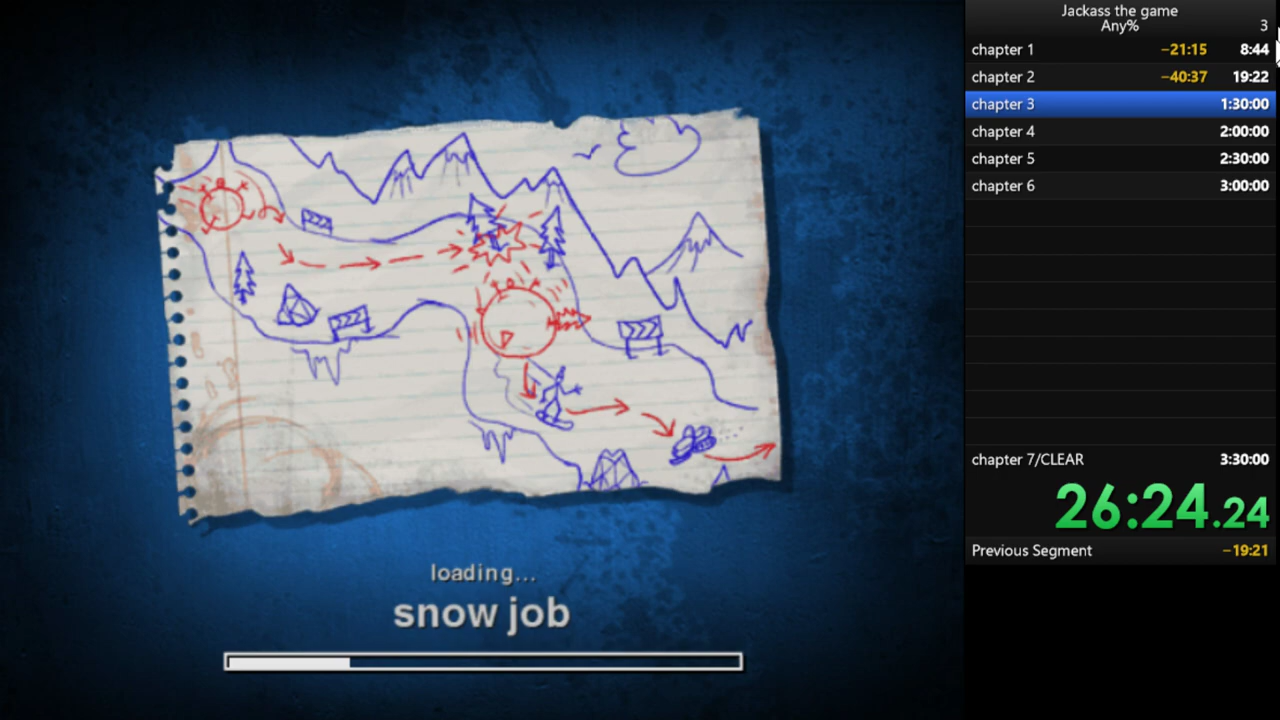 loading...
snow job
Jackass the game
Any%
3
chapter 1 -21:15 8:44
chapter 2 -40:37 19:22
chapter 3 1:30:00
chapter 4 2:00:00
chapter 5 2:30:00
chapter 6 3:00:00
chapter 7/CLEAR 3:30:00
26:24.24
Previous Segment -19:21